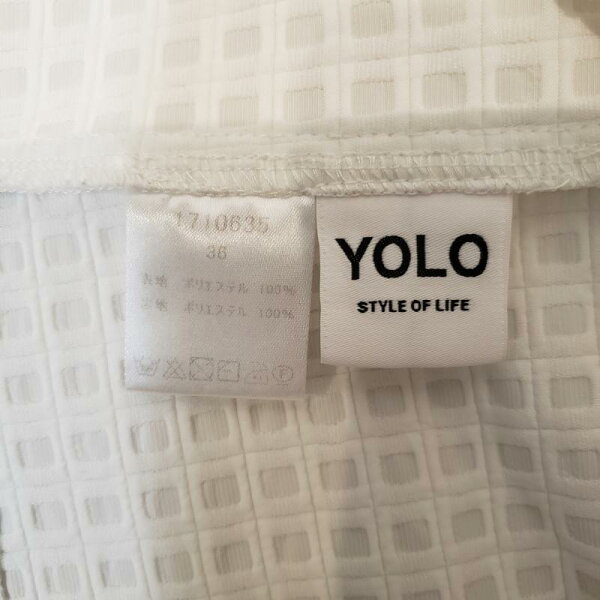 1710635
36
表地 ポリエステル 100%
裏地 ポリエステル 100%
YOLO
STYLE OF LIFE